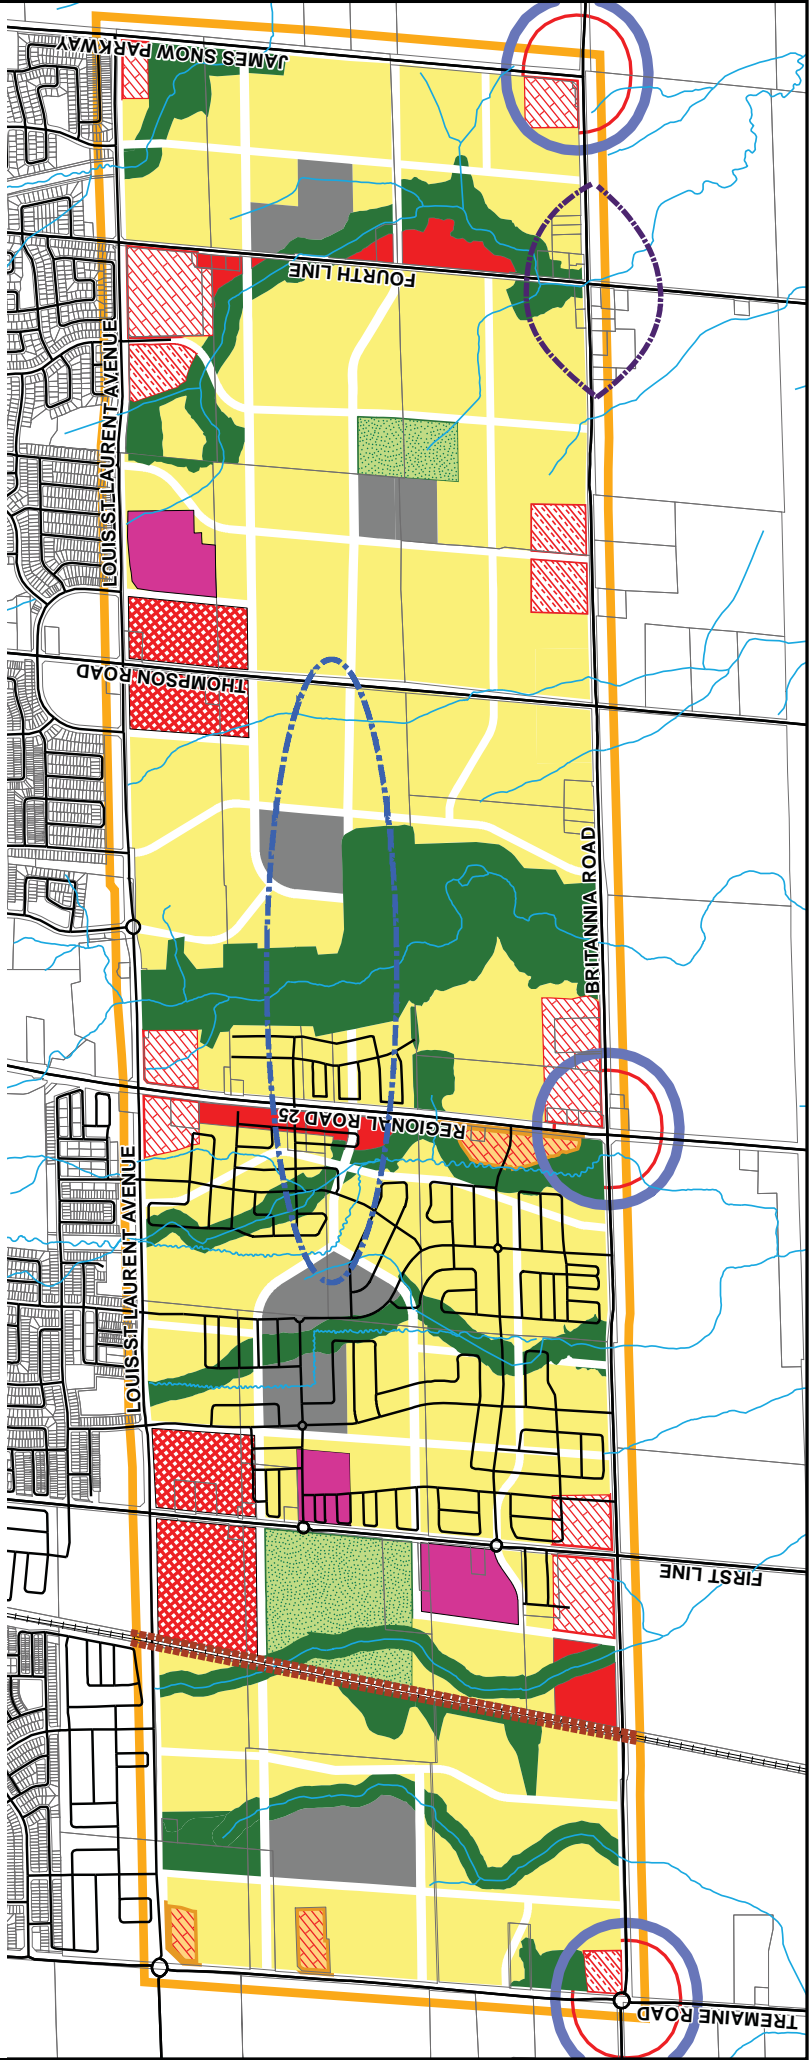 JAMES SNOW PARKWAY
FOURTH LINE
LOUIS ST. LAURENT AVENUE
THOMPSON ROAD
BRITANNIA ROAD
REGIONAL ROAD 25
LOUIS ST. LAURENT AVENUE
FIRST LINE
TREMAINE ROAD